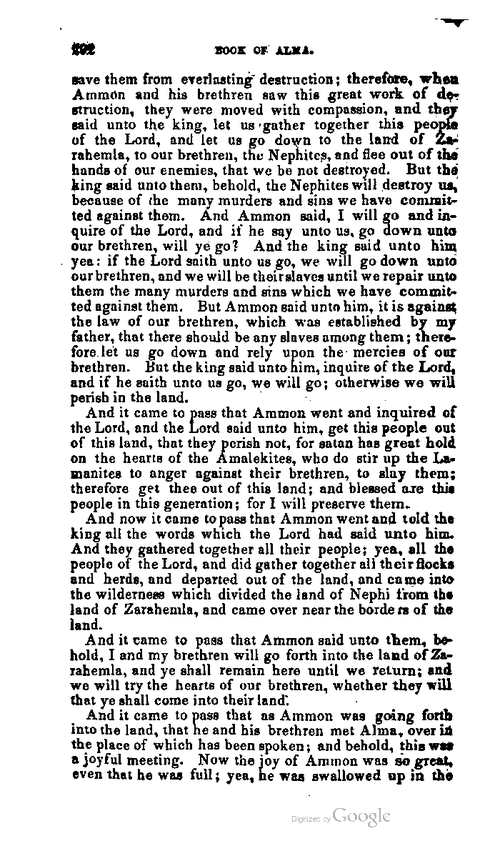 292 BOOK OF ALMA.
save them from everlasting destruction; therefore, when
Ammon and his brethren saw this great work of de-
struction, they were moved with compassion, and they
said unto the king, let us gather together this people
of the Lord, and let us go down to the land of Za-
rahemla, to our brethren, the Nephites, and flee out of the
hands of our enemies, that we be not destroyed. But the
king said unto them, behold, the Nephites will destroy us,
because of the many murders and sins we have commit-
ted against them. And Ammon said, I will go and in-
quire of the Lord, and if he say unto us, go down unto
our brethren, will ye go? And the king said unto him
yea: if the Lord saith unto us go, we will go down unto
our brethren, and we will be their slaves until we repair unto
them the many murders and sins which we have commit-
ted against them. But Ammon said unto him, it is against
the law of our brethren, which was established by my
father, that there should be any slaves among them; there-
fore let us go down and rely upon the mercies of our
brethren. But the king said unto him, inquire of the Lord,
and if he saith unto us go, we will go; otherwise we will
perish in the land.
And it came to pass that Ammon went and inquired of
the Lord, and the Lord said unto him, get this people out
of this land, that they perish not, for satan has great hold
on the hearts of the Amalekites, who do stir up the La-
manites to anger against their brethren, to slay them;
therefore get thee out of this land; and blessed are this
people in this generation; for I will preserve them.
And now it came to pass that Ammon went and told the
king all the words which the Lord had said unto him.
And they gathered together all their people; yea, all the
people of the Lord, and did gather together all their flocks
and herds, and departed out of the land, and came into
the wilderness which divided the land of Nephi from the
land of Zarahemla, and came over near the borders of the
land.
And it came to pass that Ammon said unto them, be-
hold, I and my brethren will go forth into the land of Za-
rahemla, and ye shall remain here until we return; and
we will try the hearts of our brethren, whether they will
that ye shall come into their land.
And it came to pass that as Ammon was going forth
into the land, that he and his brethren met Alma, over in
the place of which has been spoken; and behold, this was
a joyful meeting. Now the joy of Ammon was so great,
even that he was full; yea, he was swallowed up in the
Digitized by Google